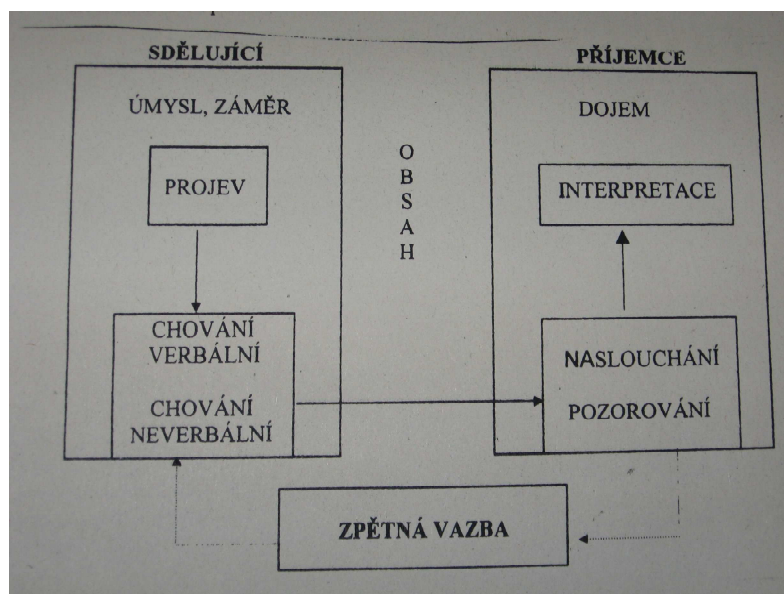 SDĚLUJÍCÍ
ÚMYSL, ZÁMĚR
PROJEV
CHOVÁNÍ
VERBÁLNÍ
CHOVÁNÍ
NEVERBÁLNÍ
O
B
S
A
H
PŘÍJEMCE
DOJEM
INTERPRETACE
NASLOUCHÁNÍ
POZOROVÁNÍ
ZPĚTNÁ VAZBA